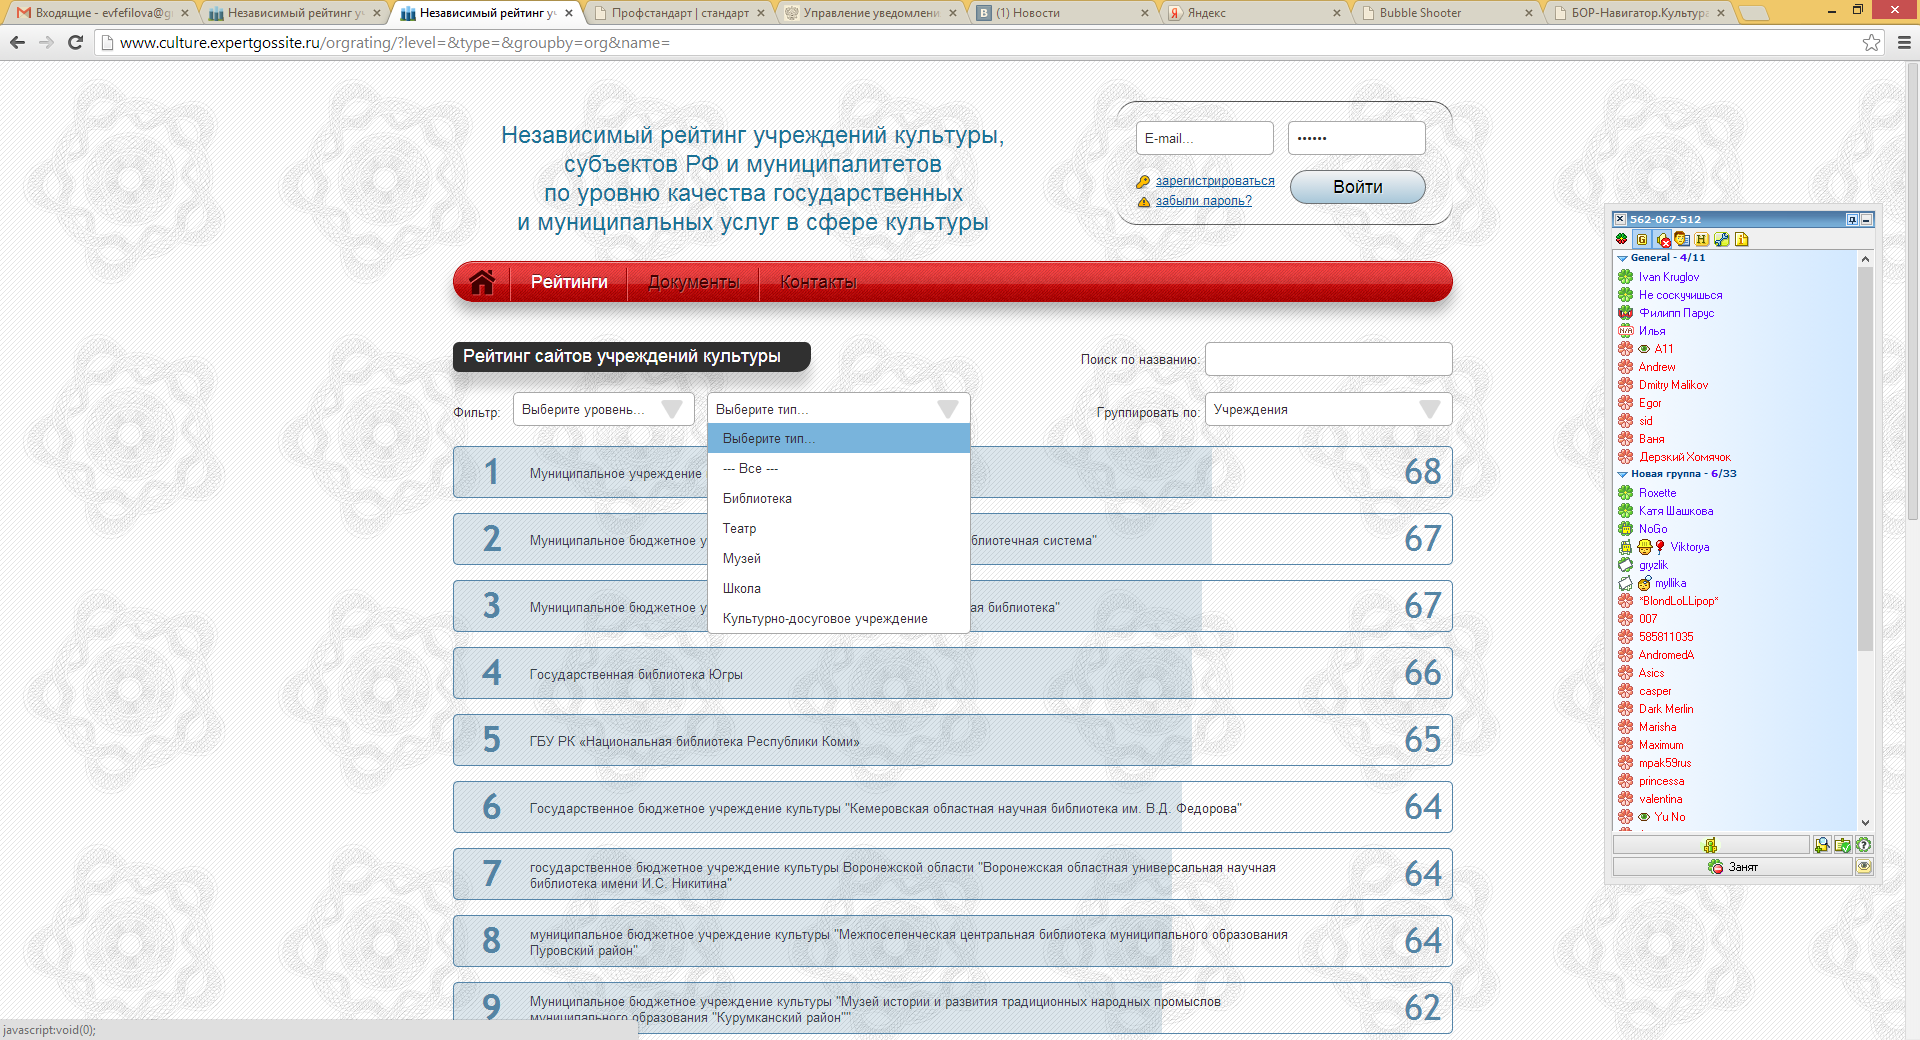 Входящие - evfefilova@g
Независимый рейтинг у
Независимый рейтинг у
Профстандарт | стандарт
Управление уведомлени
(1) Новости
Яндекс
Bubble Shooter
БОР-Навигатор.Культура
www.culture.expertgossite.ru/orgrating/?level=&type=&groupby=org&name=
Независимый рейтинг учреждений культуры,
субъектов РФ и муниципалитетов
по уровню качества государственных
и муниципальных услуг в сфере культуры
E-mail...
••••••
зарегистрироваться
забыли пароль?
Войти
Рейтинги
Документы
Контакты
Рейтинг сайтов учреждений культуры
Поиск по названию:
Фильтр:
Выберите уровень...
Выберите тип...
Группировать по:
Учреждения
Выберите тип...
--- Все ---
Библиотека
Театр
Музей
Школа
Культурно-досуговое учреждение
1 Муниципальное учреждение 68
2 Муниципальное бюджетное у блиотечная система" 67
3 Муниципальное бюджетное у ая библиотека" 67
4 Государственная библиотека Югры 66
5 ГБУ РК «Национальная библиотека Республики Коми» 65
6 Государственное бюджетное учреждение культуры "Кемеровская областная научная библиотека им. В.Д. Федорова" 64
7 государственное бюджетное учреждение культуры Воронежской области "Воронежская областная универсальная научная
библиотека имени И.С. Никитина" 64
8 муниципальное бюджетное учреждение культуры "Межпоселенческая центральная библиотека муниципального образования
Пуровский район" 64
9 Муниципальное бюджетное учреждение культуры "Музей истории и развития традиционных народных промыслов
муниципального образования "Курумканский район"" 62
javascript:void(0);
562-067-512
General - 4/11
Ivan Kruglov
Не соскучишься
Филипп Парус
Илья
A11
Andrew
Dmitry Malikov
Egor
sid
Ваня
Дерзкий Хомячок
Новая группа - 6/33
Roxette
Катя Шашкова
NoGo
Viktorya
gryzlik
myllika
*BlondLoLLipop*
007
585811035
AndromedA
Asics
casper
Dark Merlin
Marisha
Maximum
mpak59rus
princessa
valentina
Yu No
Занят